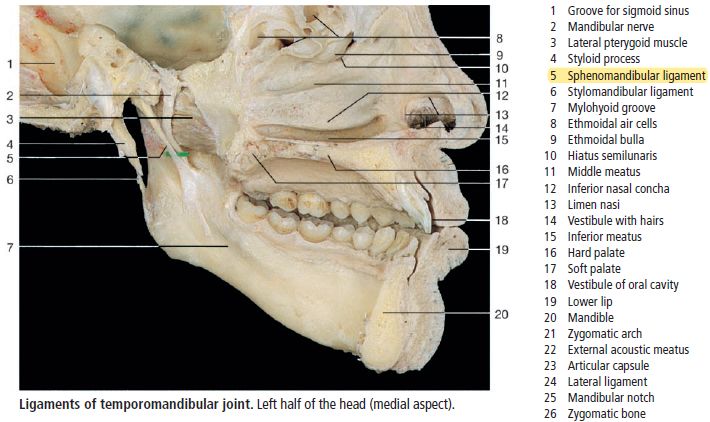 1
2
3
4
5
6
7
8
9
10
11
12
13
14
15
16
17
18
19
20
1 Groove for sigmoid sinus
2 Mandibular nerve
3 Lateral pterygoid muscle
4 Styloid process
5 Sphenomandibular ligament
6 Stylomandibular ligament
7 Mylohyoid groove
8 Ethmoidal air cells
9 Ethmoidal bulla
10 Hiatus semilunaris
11 Middle meatus
12 Inferior nasal concha
13 Limen nasi
14 Vestibule with hairs
15 Inferior meatus
16 Hard palate
17 Soft palate
18 Vestibule of oral cavity
19 Lower lip
20 Mandible
21 Zygomatic arch
22 External acoustic meatus
23 Articular capsule
24 Lateral ligament
25 Mandibular notch
26 Zygomatic bone
Ligaments of temporomandibular joint. Left half of the head (medial aspect).